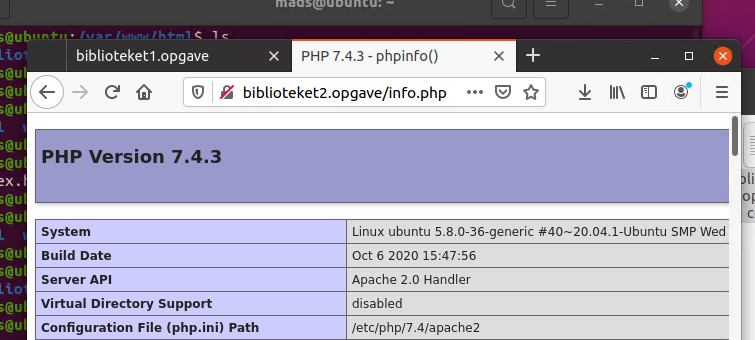 mads@ubuntu: ~
s@ubuntu:/var/www/html$ ls
biblioteket1.opgave
PHP 7.4.3 - phpinfo()
biblioteket2.opgave/info.php
PHP Version 7.4.3
System Linux ubuntu 5.8.0-36-generic #40~20.04.1-Ubuntu SMP Wed
Build Date Oct 6 2020 15:47:56
Server API Apache 2.0 Handler
Virtual Directory Support disabled
Configuration File (php.ini) Path /etc/php/7.4/apache2